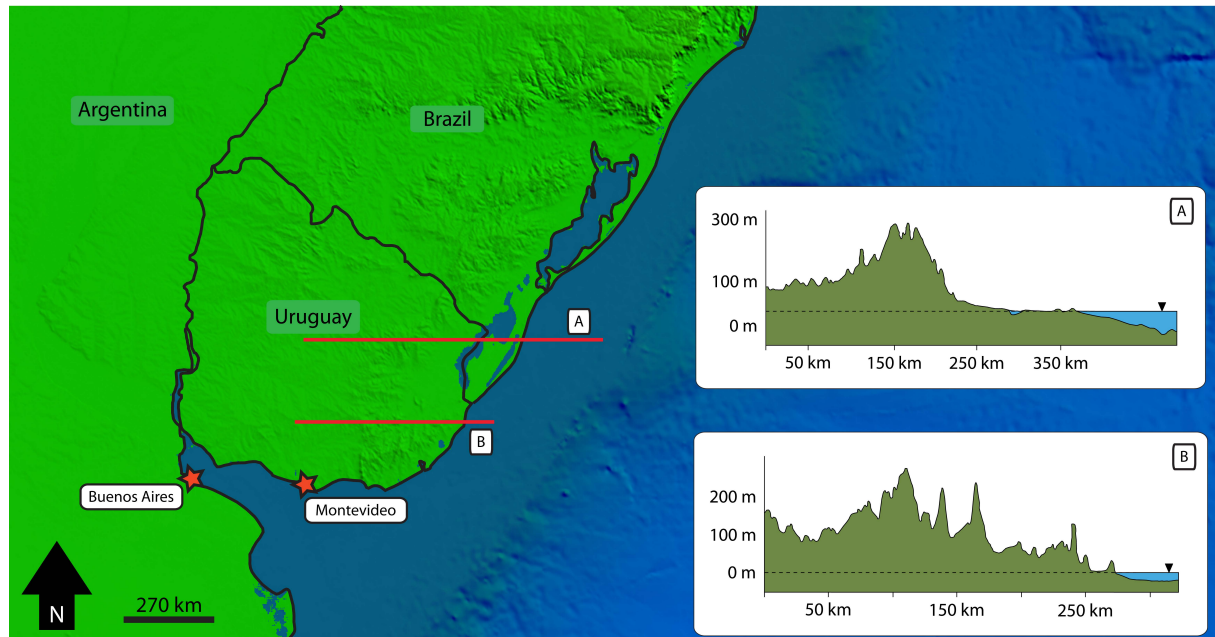 Argentina
Brazil
Uruguay
A
B
Buenos Aires
Montevideo
N
270 km
A
300 m
100 m
0 m
50 km
150 km
250 km
350 km
B
200 m
100 m
0 m
50 km
150 km
250 km